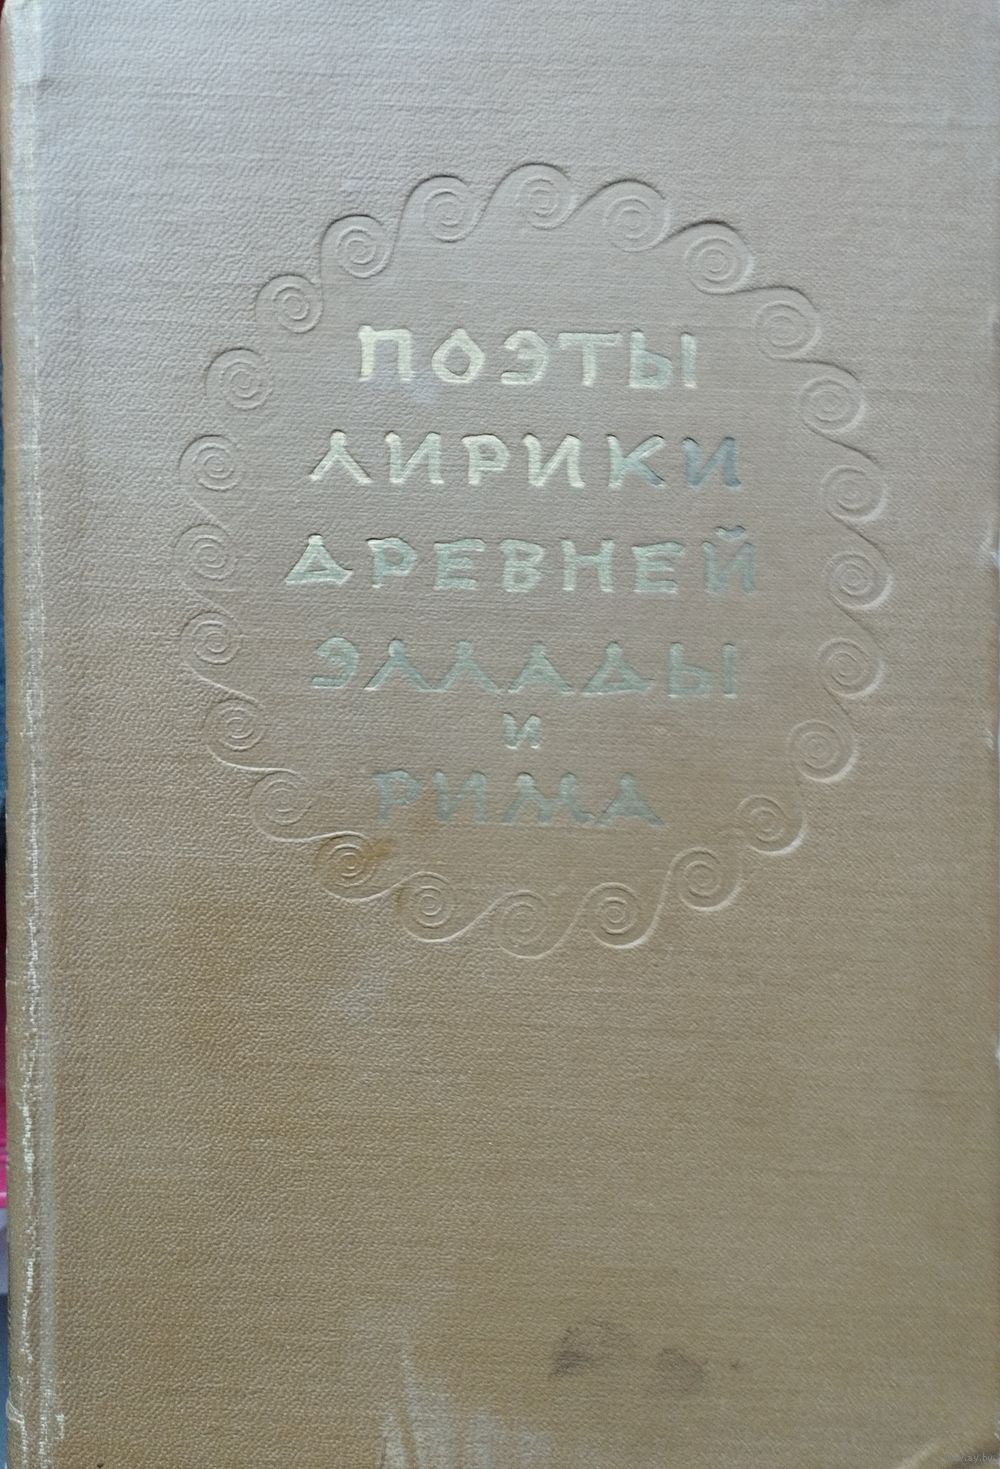 ПОЭТЫ
ЛИРИКИ
ДРЕВНЕЙ
ЭЛЛАДЫ
И
РИМА